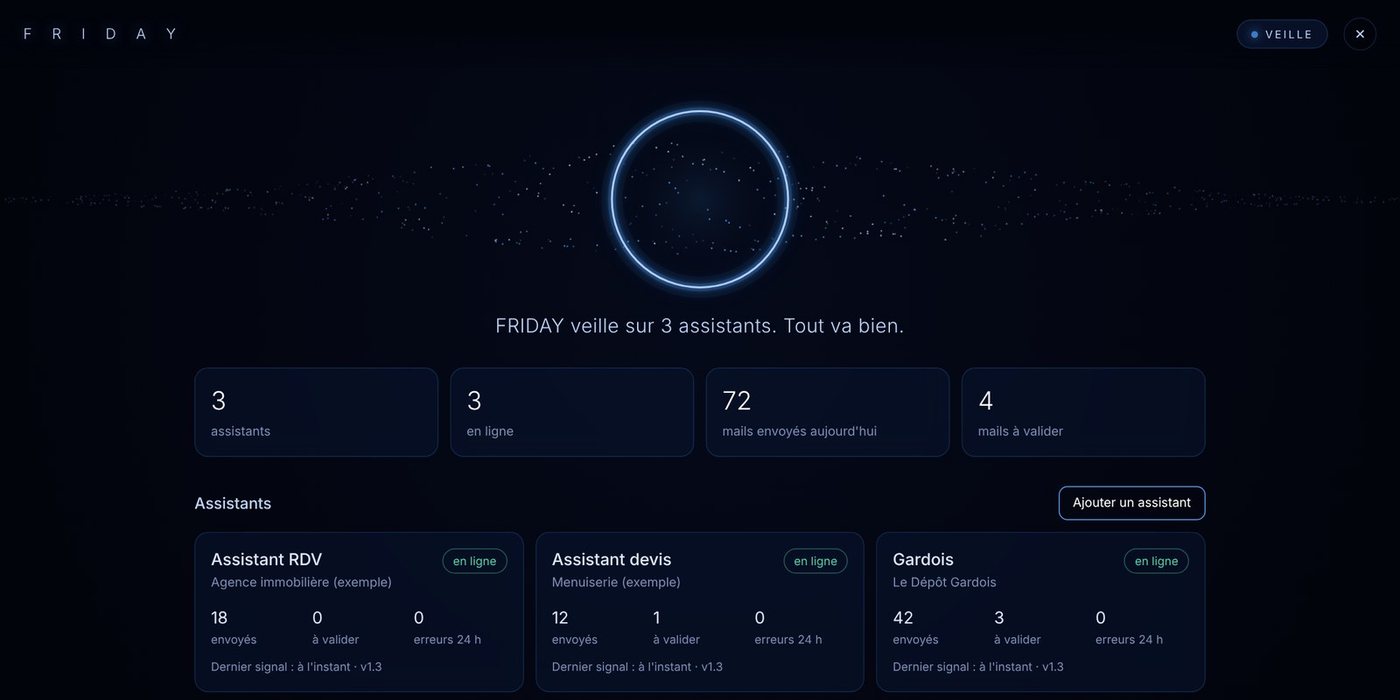 F R I D A Y
VEILLE
FRIDAY veille sur 3 assistants. Tout va bien.
3
assistants
3
en ligne
72
mails envoyés aujourd'hui
4
mails à valider
Assistants
Ajouter un assistant
Assistant RDV
en ligne
Agence immobilière (exemple)
18
envoyés
0
à valider
0
erreurs 24 h
Dernier signal : à l'instant · v1.3
Assistant devis
en ligne
Menuiserie (exemple)
12
envoyés
1
à valider
0
erreurs 24 h
Dernier signal : à l'instant · v1.3
Gardois
en ligne
Le Dépôt Gardois
42
envoyés
3
à valider
0
erreurs 24 h
Dernier signal : à l'instant · v1.3